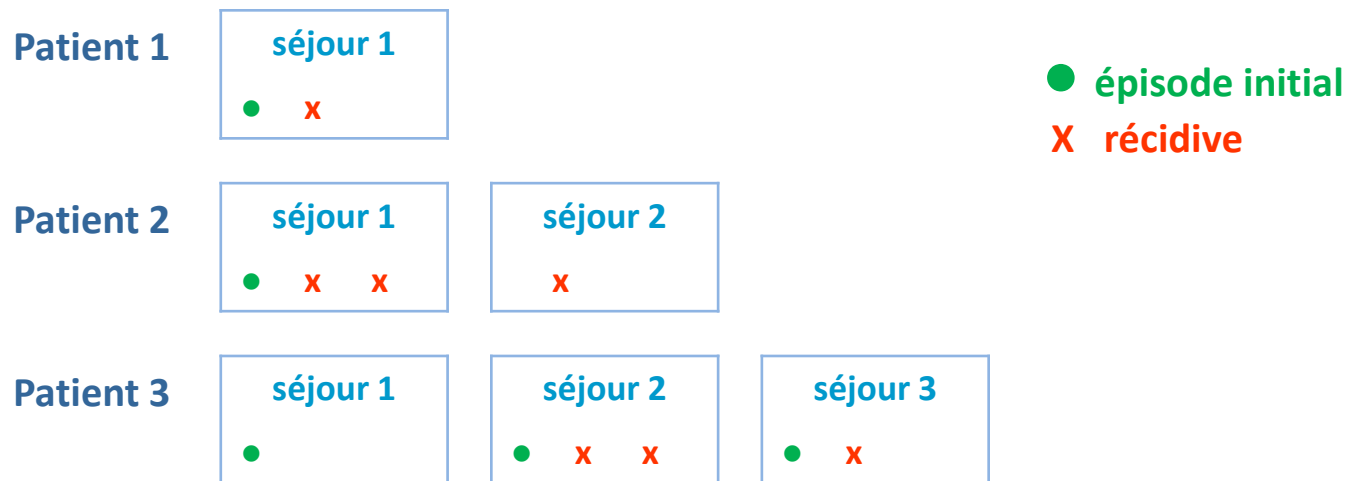 Patient 1
séjour 1
● x
● épisode initial
X récidive
Patient 2
séjour 1
séjour 2
● x x
x
Patient 3
séjour 1
séjour 2
séjour 3
●
● x x
● x